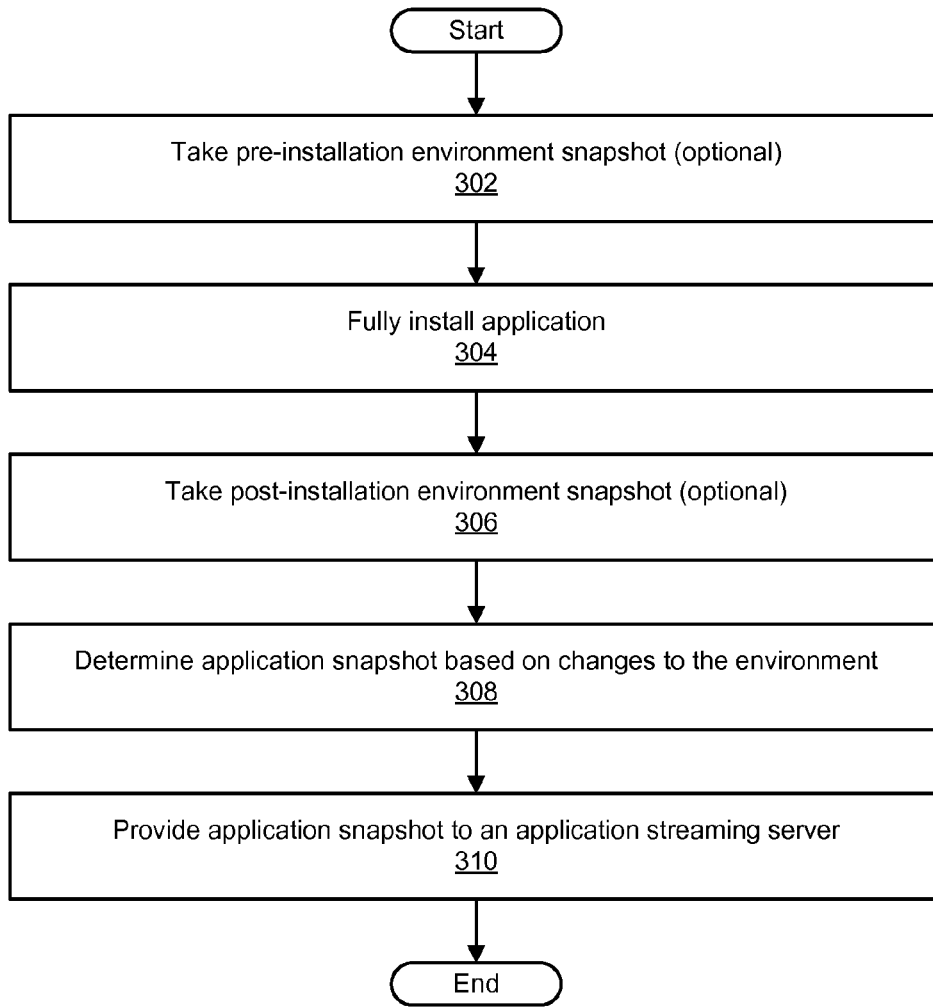 Start
Take pre-installation environment snapshot (optional)
302
Fully install application
304
Take post-installation environment snapshot (optional)
306
Determine application snapshot based on changes to the environment
308
Provide application snapshot to an application streaming server
310
End